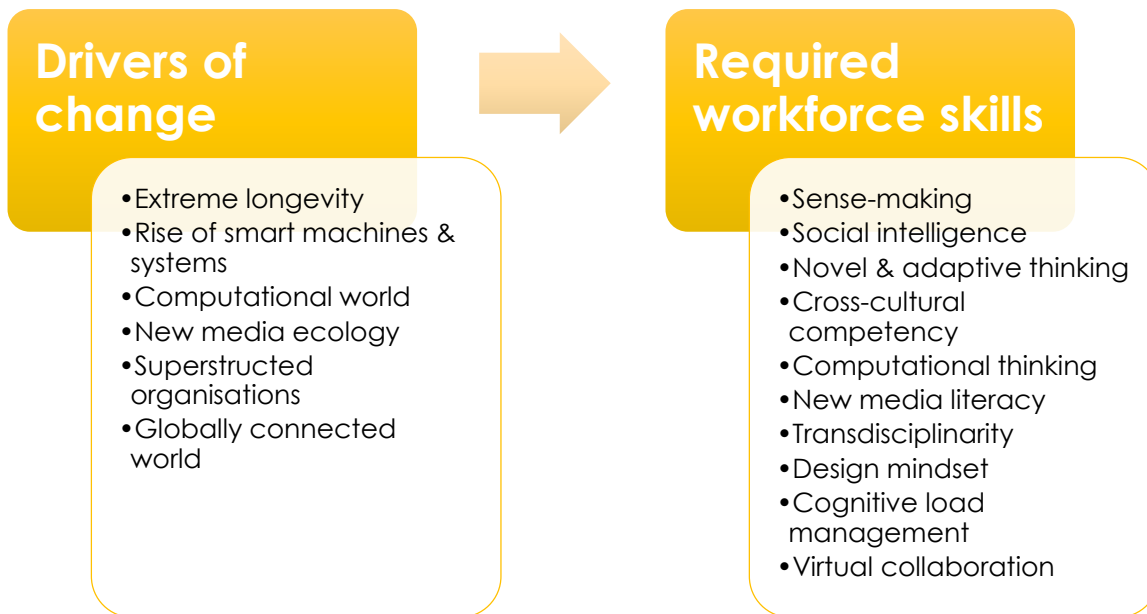 Drivers of
change
•Extreme longevity
•Rise of smart machines &
systems
•Computational world
•New media ecology
•Superstructed
organisations
•Globally connected
world
Required
workforce skills
•Sense-making
•Social intelligence
•Novel & adaptive thinking
•Cross-cultural
competency
•Computational thinking
•New media literacy
•Transdisciplinarity
•Design mindset
•Cognitive load
management
•Virtual collaboration